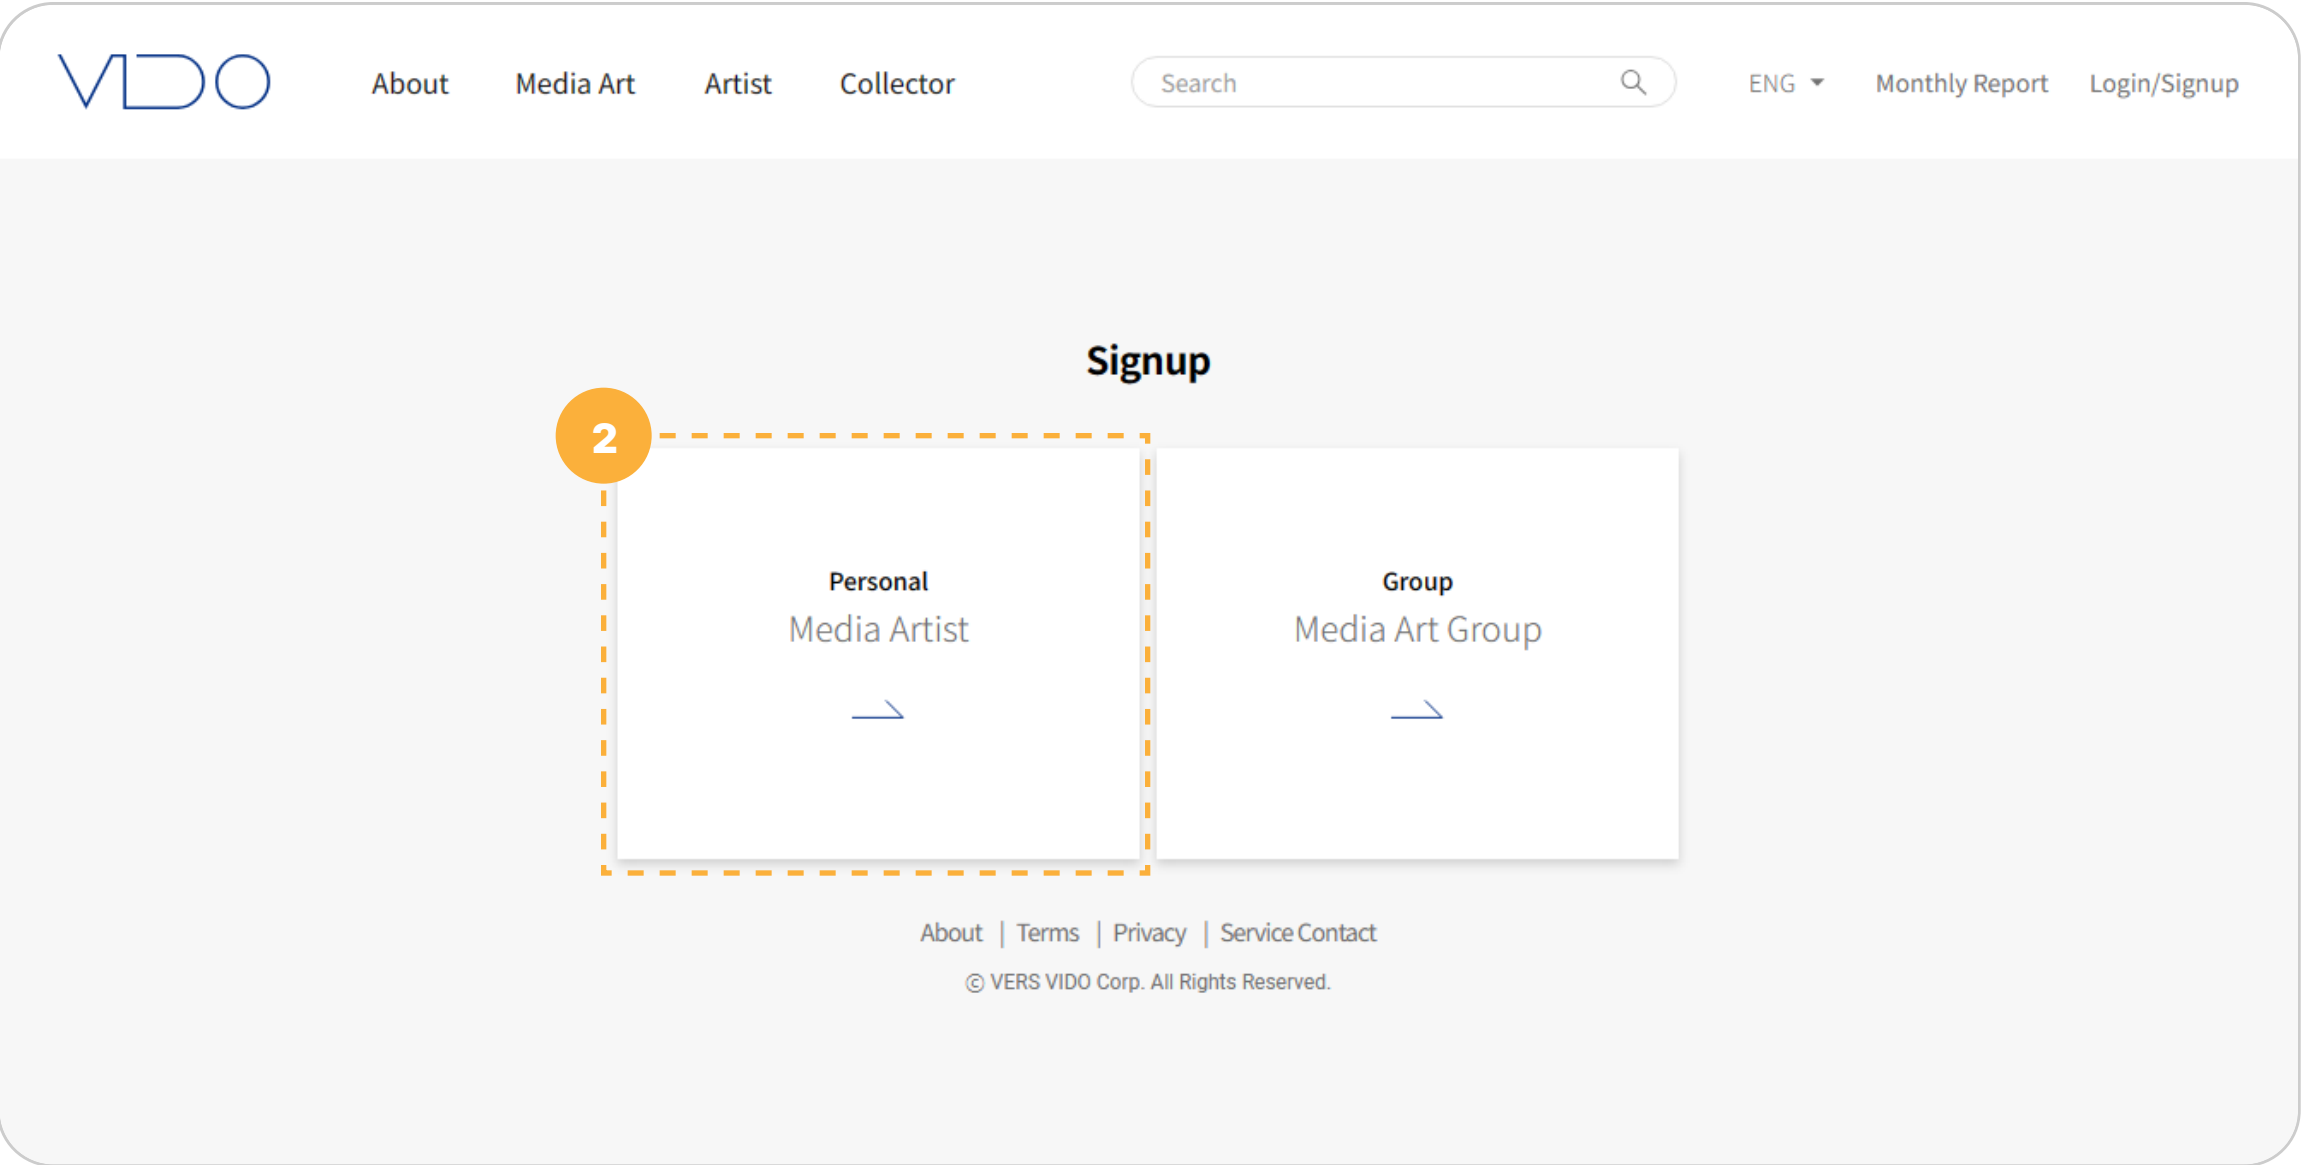 VIDO
About Media Art Artist Collector Search ENG Monthly Report Login/Signup
Signup
2
Personal
Media Artist
Group
Media Art Group
About | Terms | Privacy | Service Contact
© VERS VIDO Corp. All Rights Reserved.